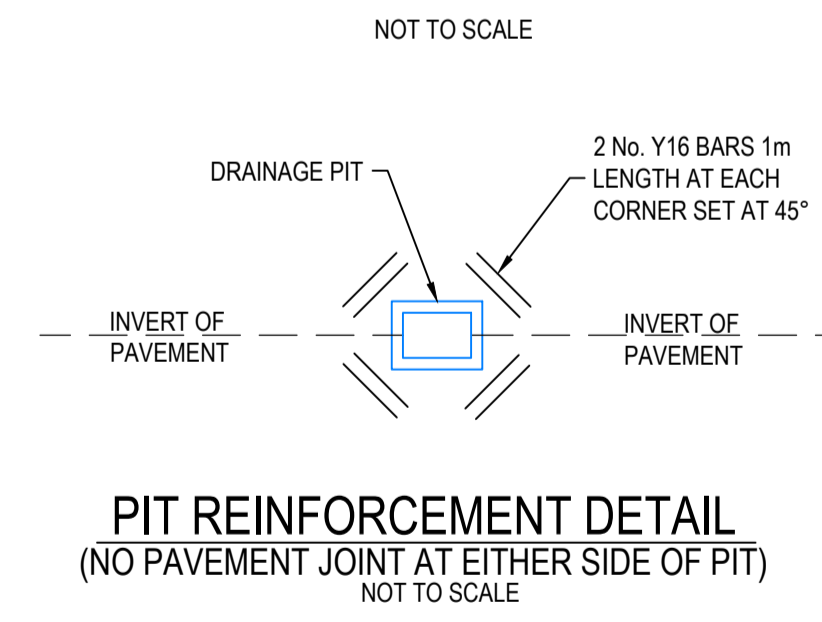 NOT TO SCALE
2 No. Y16 BARS 1m
DRAINAGE PIT
LENGTH AT EACH
CORNER SET AT 45°
INVERT OF
PAVEMENT
INVERT OF
PAVEMENT
PIT REINFORCEMENT DETAIL
(NO PAVEMENT JOINT AT EITHER SIDE OF PIT)
NOT TO SCALE